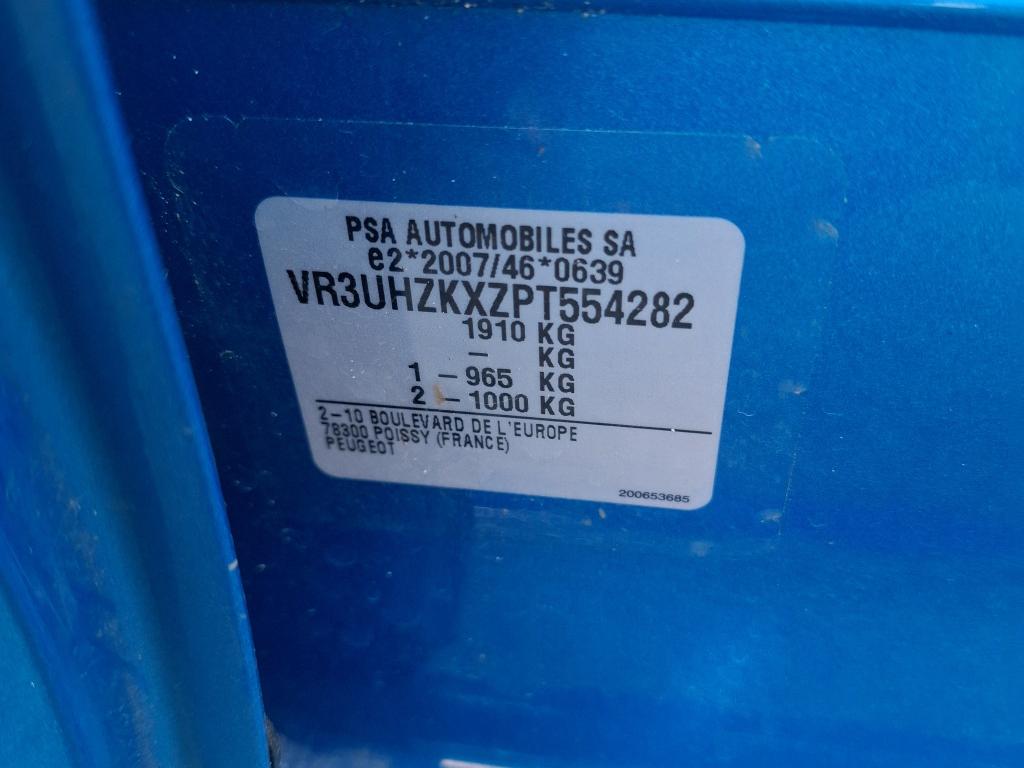 PSA AUTOMOBILES SA
e2*2007/46*0639
VR3UHZKXZPT554282
1910 KG
– KG
1 – 965 KG
2 – 1000 KG
2–10 BOULEVARD DE L'EUROPE
78300 POISSY (FRANCE)
PEUGEOT
200653685